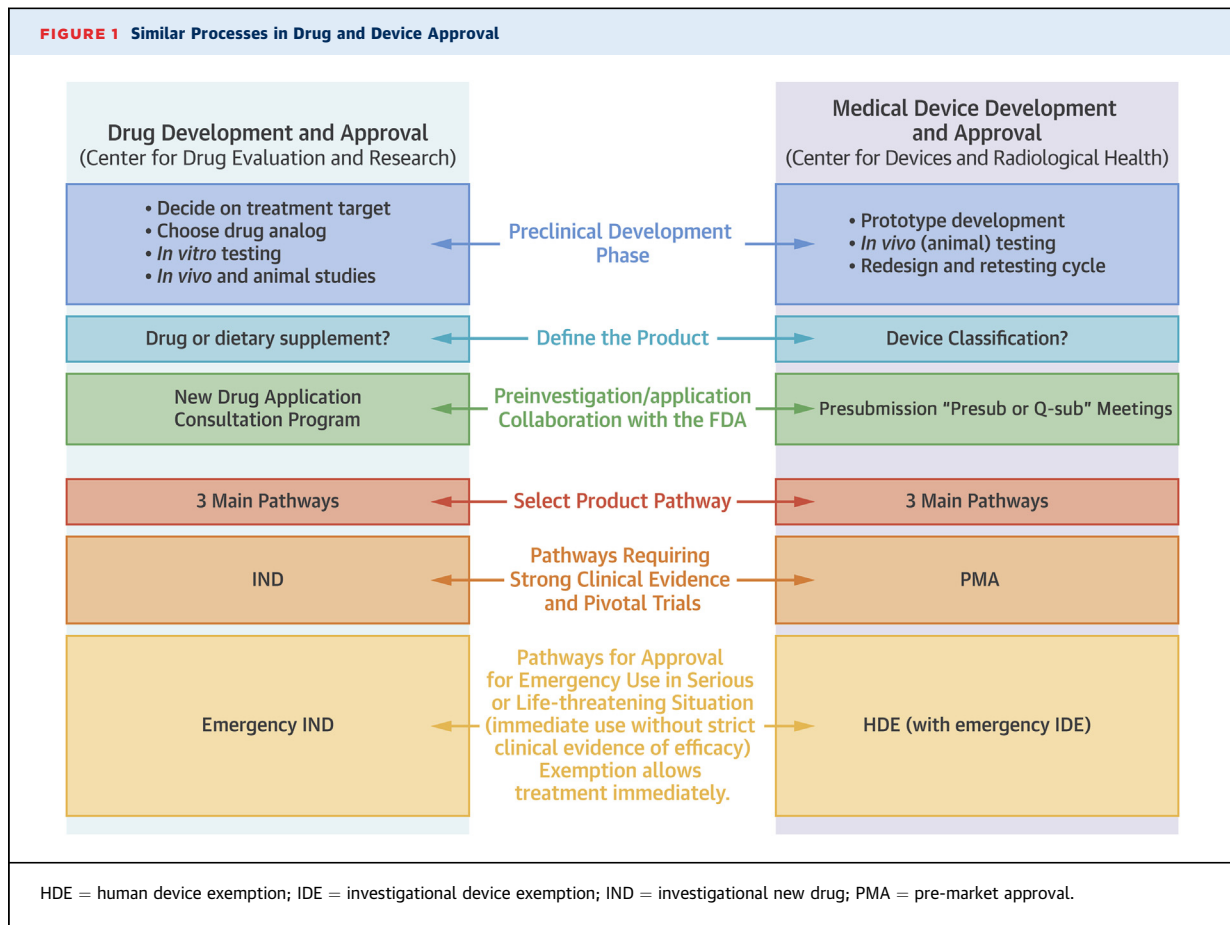 FIGURE 1 Similar Processes in Drug and Device Approval
Drug Development and Approval
(Center for Drug Evaluation and Research)
Medical Device Development
and Approval
(Center for Devices and Radiological Health)
• Decide on treatment target
• Choose drug analog
• In vitro testing
• In vivo and animal studies
Preclinical Development
Phase
• Prototype development
• In vivo (animal) testing
• Redesign and retesting cycle
Drug or dietary supplement?
Define the Product
Device Classification?
New Drug Application
Consultation Program
Preinvestigation/application
Collaboration with the FDA
Presubmission “Presub or Q-sub” Meetings
3 Main Pathways
Select Product Pathway
3 Main Pathways
IND
Pathways Requiring
Strong Clinical Evidence
and Pivotal Trials
PMA
Emergency IND
Pathways for Approval
for Emergency Use in Serious
or Life-threatening Situation
(immediate use without strict
clinical evidence of efficacy)
Exemption allows
treatment immediately.
HDE (with emergency IDE)
HDE = human device exemption; IDE = investigational device exemption; IND = investigational new drug; PMA = pre-market approval.